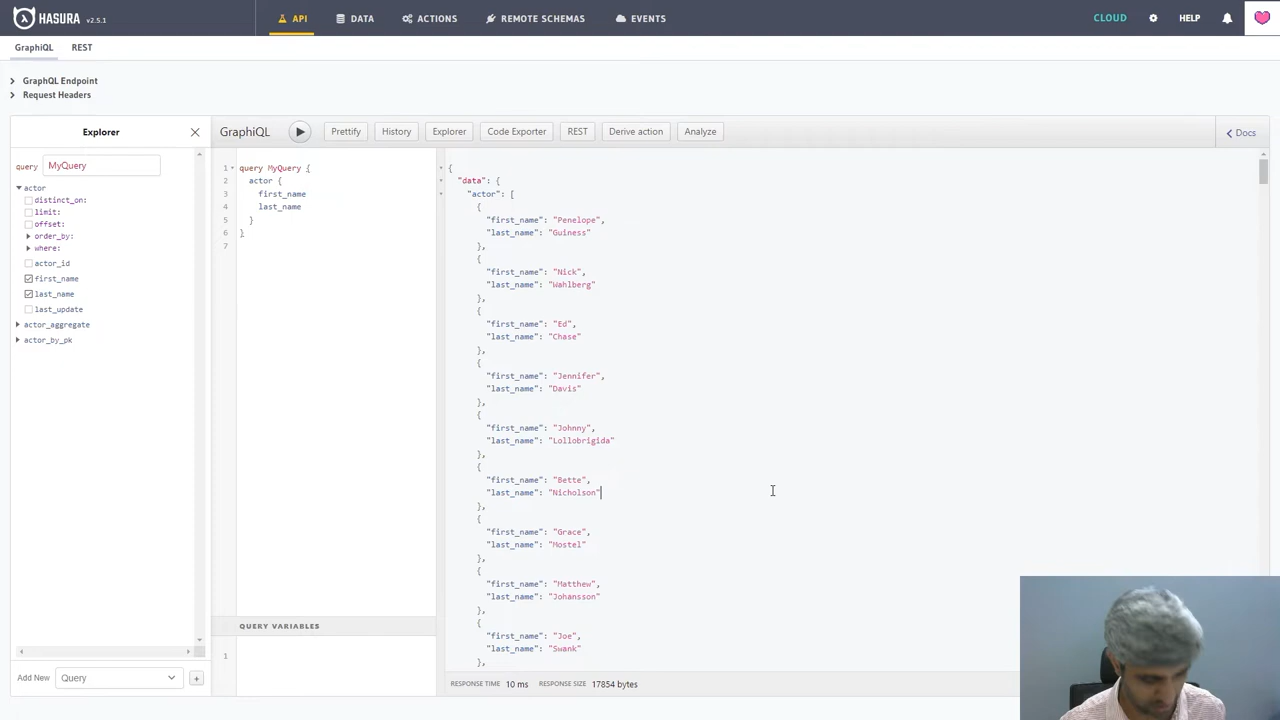 HASURA v2.5.1 API DATA ACTIONS REMOTE SCHEMAS EVENTS CLOUD HELP
GraphiQL REST
GraphQL Endpoint
Request Headers
Explorer
query MyQuery
actor
distinct_on:
limit:
offset:
order_by:
where:
actor_id
first_name
last_name
last_update
actor_aggregate
actor_by_pk
Add New Query +
GraphiQL Prettify History Explorer Code Exporter REST Derive action Analyze Docs
1 query MyQuery {
2 actor {
3 first_name
4 last_name
5 }
6 }
7
QUERY VARIABLES
1
{
"data": {
"actor": [
{
"first_name": "Penelope",
"last_name": "Guiness"
},
{
"first_name": "Nick",
"last_name": "Wahlberg"
},
{
"first_name": "Ed",
"last_name": "Chase"
},
{
"first_name": "Jennifer",
"last_name": "Davis"
},
{
"first_name": "Johnny",
"last_name": "Lollobrigida"
},
{
"first_name": "Bette",
"last_name": "Nicholson"
},
{
"first_name": "Grace",
"last_name": "Mostel"
},
{
"first_name": "Matthew",
"last_name": "Johansson"
},
{
"first_name": "Joe",
"last_name": "Swank"
},
RESPONSE TIME 10 ms RESPONSE SIZE 17854 bytes